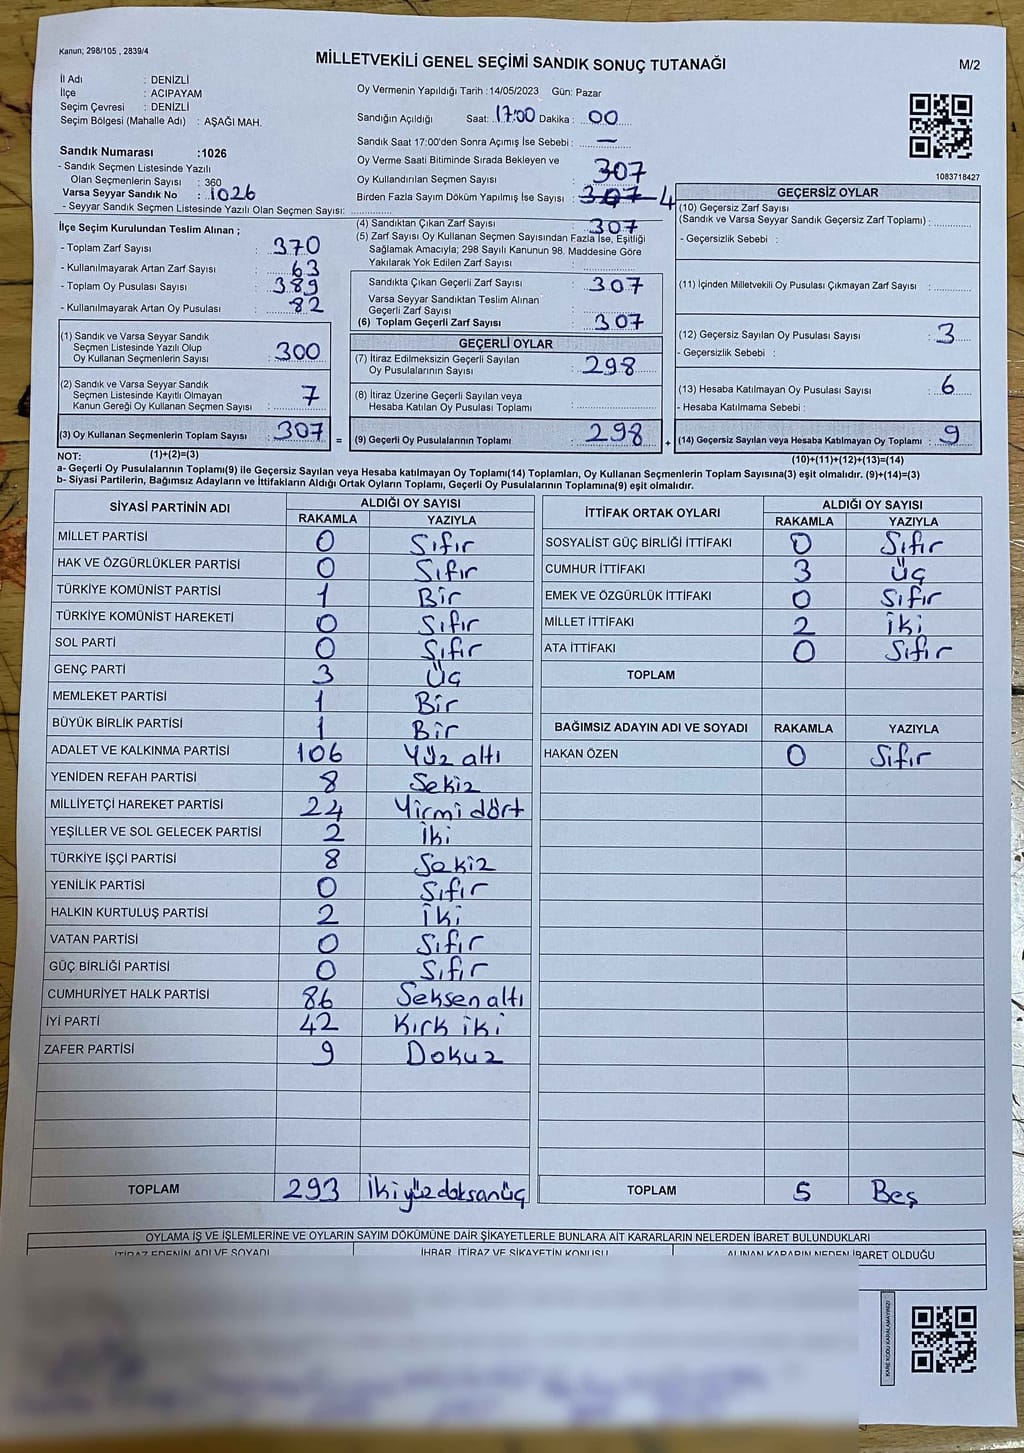 Kanun; 298/105 , 2839/4
MİLLETVEKİLİ GENEL SEÇİMİ SANDIK SONUÇ TUTANAĞI
M/2
İl Adı : DENİZLİ
İlçe : ACIPAYAM
Seçim Çevresi : DENİZLİ
Seçim Bölgesi (Mahalle Adı) : AŞAĞI MAH.
Sandık Numarası :1026
- Sandık Seçmen Listesinde Yazılı
Olan Seçmenlerin Sayısı : 360
Varsa Seyyar Sandık No : 1026
- Seyyar Sandık Seçmen Listesinde Yazılı Olan Seçmen Sayısı:
Oy Vermenin Yapıldığı Tarih : 14/05/2023 Gün: Pazar
Sandığın Açıldığı Saat: 17:00 Dakika : 00
Sandık Saat 17:00'den Sonra Açımış İse Sebebi : —
Oy Verme Saati Bitiminde Sırada Bekleyen ve
Oy Kullandırılan Seçmen Sayısı : 307
Birden Fazla Sayım Döküm Yapılmış İse Sayısı : 307 4
1083718427
İlçe Seçim Kurulundan Teslim Alınan ;
- Toplam Zarf Sayısı : 370
- Kullanılmayarak Artan Zarf Sayısı : 63
- Toplam Oy Pusulası Sayısı : 389
- Kullanılmayarak Artan Oy Pusulası : 82
(1) Sandık ve Varsa Seyyar Sandık
Seçmen Listesinde Yazılı Olup
Oy Kullanan Seçmenlerin Sayısı : 300
(2) Sandık ve Varsa Seyyar Sandık
Seçmen Listesinde Kayıtlı Olmayan
Kanun Gereği Oy Kullanan Seçmen Sayısı : 7
(3) Oy Kullanan Seçmenlerin Toplam Sayısı : 307 =
(1)+(2)=(3)
(4) Sandıktan Çıkan Zarf Sayısı : 307
(5) Zarf Sayısı Oy Kullanan Seçmen Sayısından Fazla İse, Eşitliği
Sağlamak Amacıyla; 298 Sayılı Kanunun 98. Maddesine Göre
Yakılarak Yok Edilen Zarf Sayısı :
Sandıkta Çıkan Geçerli Zarf Sayısı : 307
Varsa Seyyar Sandıktan Teslim Alınan
Geçerli Zarf Sayısı :
(6) Toplam Geçerli Zarf Sayısı : 307
GEÇERLİ OYLAR
(7) İtiraz Edilmeksizin Geçerli Sayılan
Oy Pusulalarının Sayısı : 298
(8) İtiraz Üzerine Geçerli Sayılan veya
Hesaba Katılan Oy Pusulası Toplamı :
(9) Geçerli Oy Pusulalarının Toplamı : 298 +
GEÇERSİZ OYLAR
(10) Geçersiz Zarf Sayısı
(Sandık ve Varsa Seyyar Sandık Geçersiz Zarf Toplamı) :
- Geçersizlik Sebebi :
(11) İçinden Milletvekili Oy Pusulası Çıkmayan Zarf Sayısı :
(12) Geçersiz Sayılan Oy Pusulası Sayısı : 3
- Geçersizlik Sebebi :
(13) Hesaba Katılmayan Oy Pusulası Sayısı : 6
- Hesaba Katılmama Sebebi :
(14) Geçersiz Sayılan veya Hesaba Katılmayan Oy Toplamı : 9
(10)+(11)+(12)+(13)=(14)
NOT:
a- Geçerli Oy Pusulalarının Toplamı(9) ile Geçersiz Sayılan veya Hesaba katılmayan Oy Toplamı(14) Toplamları, Oy Kullanan Seçmenlerin Toplam Sayısına(3) eşit olmalıdır. (9)+(14)=(3)
b- Siyasi Partilerin, Bağımsız Adayların ve İttifakların Aldığı Ortak Oyların Toplamı, Geçerli Oy Pusulalarının Toplamına(9) eşit olmalıdır.
SİYASİ PARTİNİN ADI ALDIĞI OY SAYISI
RAKAMLA YAZIYLA
MİLLET PARTİSİ 0 Sıfır
HAK VE ÖZGÜRLÜKLER PARTİSİ 0 Sıfır
TÜRKİYE KOMÜNİST PARTİSİ 1 Bir
TÜRKİYE KOMÜNİST HAREKETİ 0 Sıfır
SOL PARTİ 0 Sıfır
GENÇ PARTİ 3 Üç
MEMLEKET PARTİSİ 1 Bir
BÜYÜK BİRLİK PARTİSİ 1 Bir
ADALET VE KALKINMA PARTİSİ 106 Yüz altı
YENİDEN REFAH PARTİSİ 8 Sekiz
MİLLİYETÇİ HAREKET PARTİSİ 24 Yirmi dört
YEŞİLLER VE SOL GELECEK PARTİSİ 2 İki
TÜRKİYE İŞÇİ PARTİSİ 8 Sekiz
YENİLİK PARTİSİ 0 Sıfır
HALKIN KURTULUŞ PARTİSİ 2 İki
VATAN PARTİSİ 0 Sıfır
GÜÇ BİRLİĞİ PARTİSİ 0 Sıfır
CUMHURİYET HALK PARTİSİ 86 Seksen altı
İYİ PARTİ 42 Kırk iki
ZAFER PARTİSİ 9 Dokuz
TOPLAM 293 İki yüz doksan üç
İTTİFAK ORTAK OYLARI ALDIĞI OY SAYISI
RAKAMLA YAZIYLA
SOSYALİST GÜÇ BİRLİĞİ İTTİFAKI 0 Sıfır
CUMHUR İTTİFAKI 3 Üç
EMEK VE ÖZGÜRLÜK İTTİFAKI 0 Sıfır
MİLLET İTTİFAKI 2 İki
ATA İTTİFAKI 0 Sıfır
TOPLAM
BAĞIMSIZ ADAYIN ADI VE SOYADI RAKAMLA YAZIYLA
HAKAN ÖZEN 0 Sıfır
TOPLAM 5 Beş
OYLAMA İŞ VE İŞLEMLERİNE VE OYLARIN SAYIM DÖKÜMÜNE DAİR ŞİKAYETLERLE BUNLARA AİT KARARLARIN NELERDEN İBARET BULUNDUKLARI
İTİRAZ EDENİN ADI VE SOYADI İHBAR, İTİRAZ VE ŞİKAYETİN KONUSU ALINAN KARARIN NEDEN İBARET OLDUĞU
KARE KODU KARALAMAYINIZ!